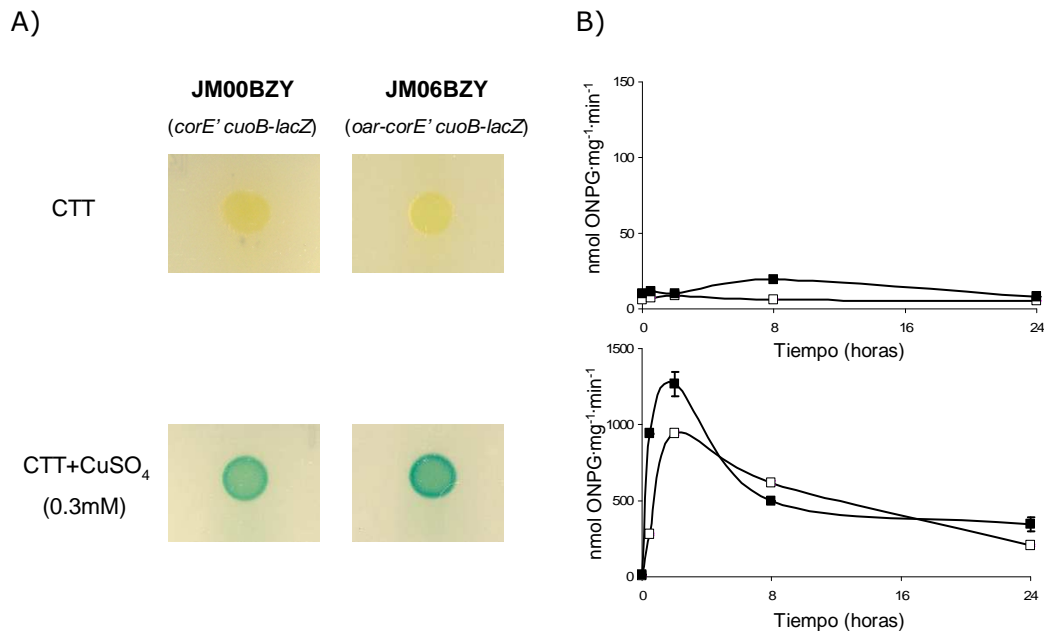 A)
JM00BZY
(corE' cuoB-lacZ)
JM06BZY
(oar-corE' cuoB-lacZ)
CTT
CTT+CuSO₄
(0.3mM)
B)
nmol ONPG·mg⁻¹·min⁻¹
150
100
50
0
0 8 16 24
Tiempo (horas)
nmol ONPG·mg⁻¹·min⁻¹
1500
1000
500
0
0 8 16 24
Tiempo (horas)